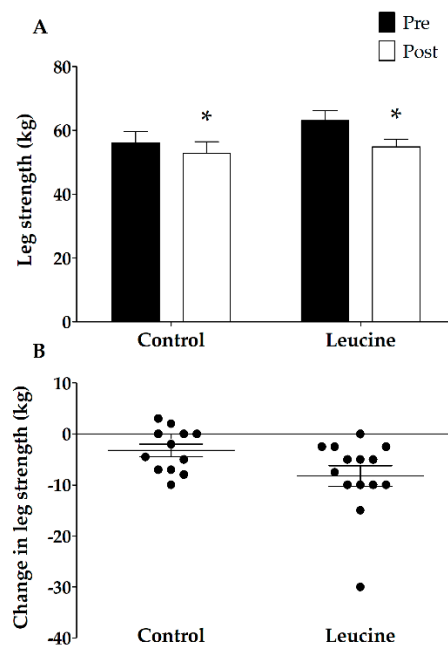 A
Pre
Post
Leg strength (kg)
80
60
40
20
0
*
*
Control
Leucine
B
Change in leg strength (kg)
10
0
-10
-20
-30
-40
Control
Leucine